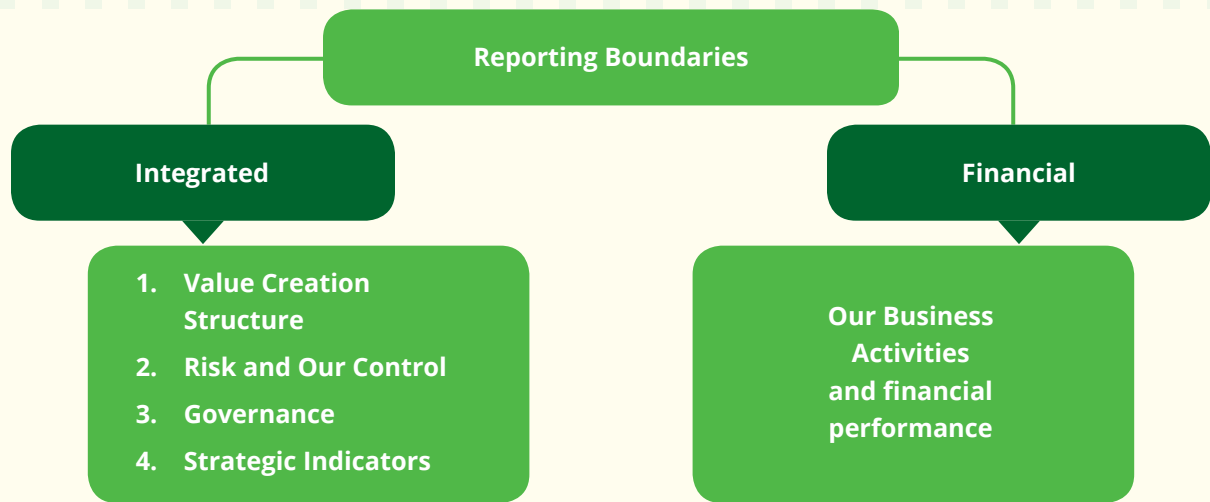 Reporting Boundaries
Integrated
Financial
1. Value Creation
Structure
2. Risk and Our Control
3. Governance
4. Strategic Indicators
Our Business
Activities
and financial
performance